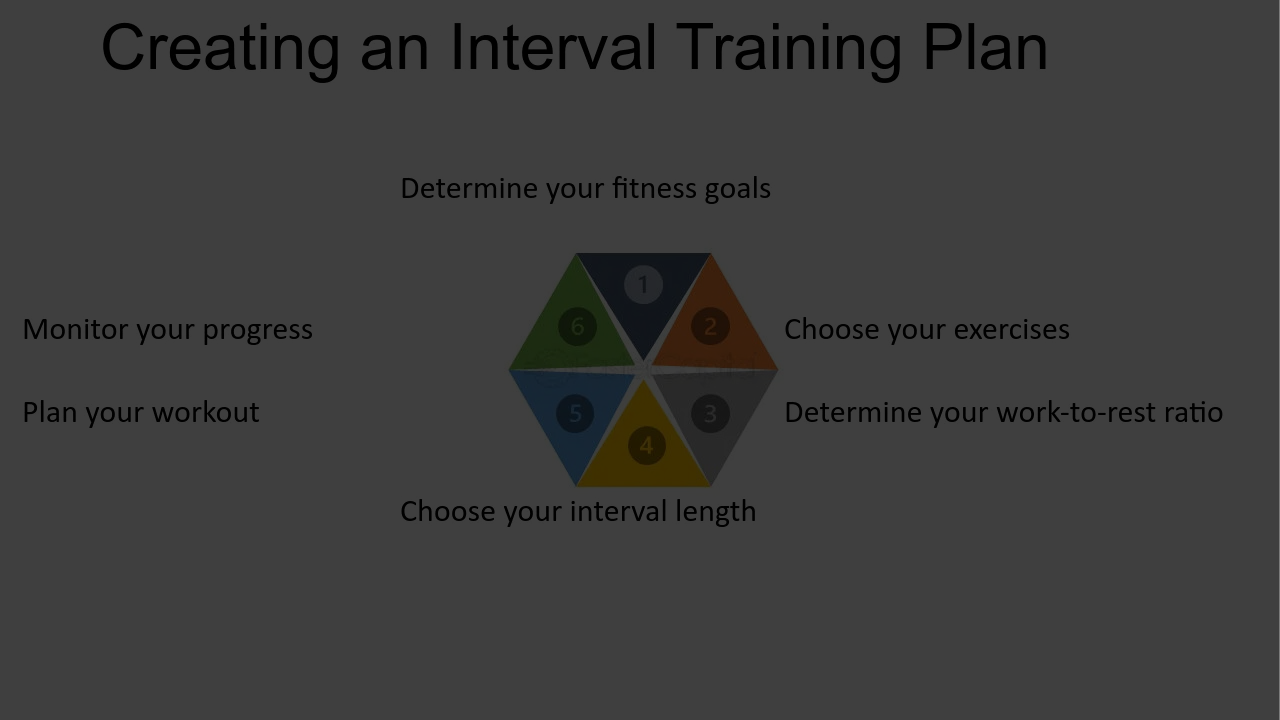 Creating an Interval Training Plan
Determine your fitness goals
1
6
2
Monitor your progress
Choose your exercises
5
3
Plan your workout
Determine your work-to-rest ratio
4
Choose your interval length